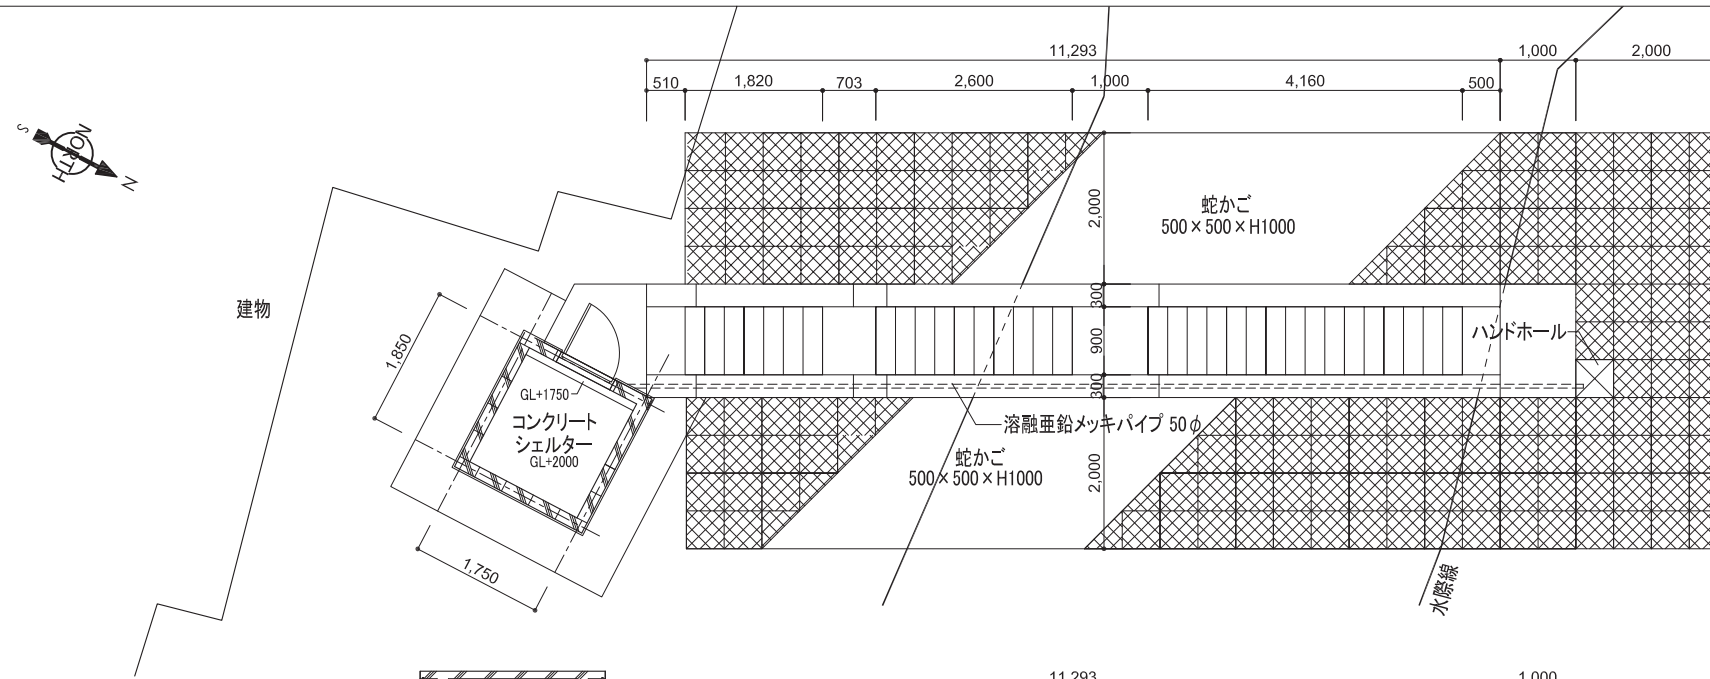 11,293
1,000
2,000
510
1,820
703
2,600
1,000
4,160
500
S
NORTH
N
建物
1,850
1,750
GL+1750
コンクリート
シェルター
GL+2000
2,000
300
900
300
2,000
蛇かご
500×500×H1000
ハンドホール
溶融亜鉛メッキパイプ 50φ
蛇かご
500×500×H1000
水際線
11,293
1,000